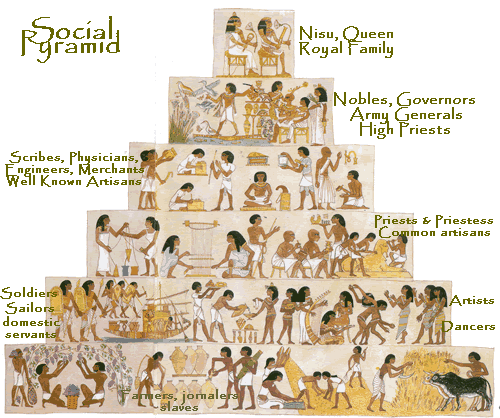 Social
Pyramid
Nisu, Queen
Royal Family
Nobles, Governors
Army Generals
High Priests
Scribes, Physicians,
Engineers, Merchants
Well Known Artisans
Priests & Priestess
Common artisans
Soldiers
Sailors
domestic
servants
Artists
Dancers
Farmers, jornalers
slaves